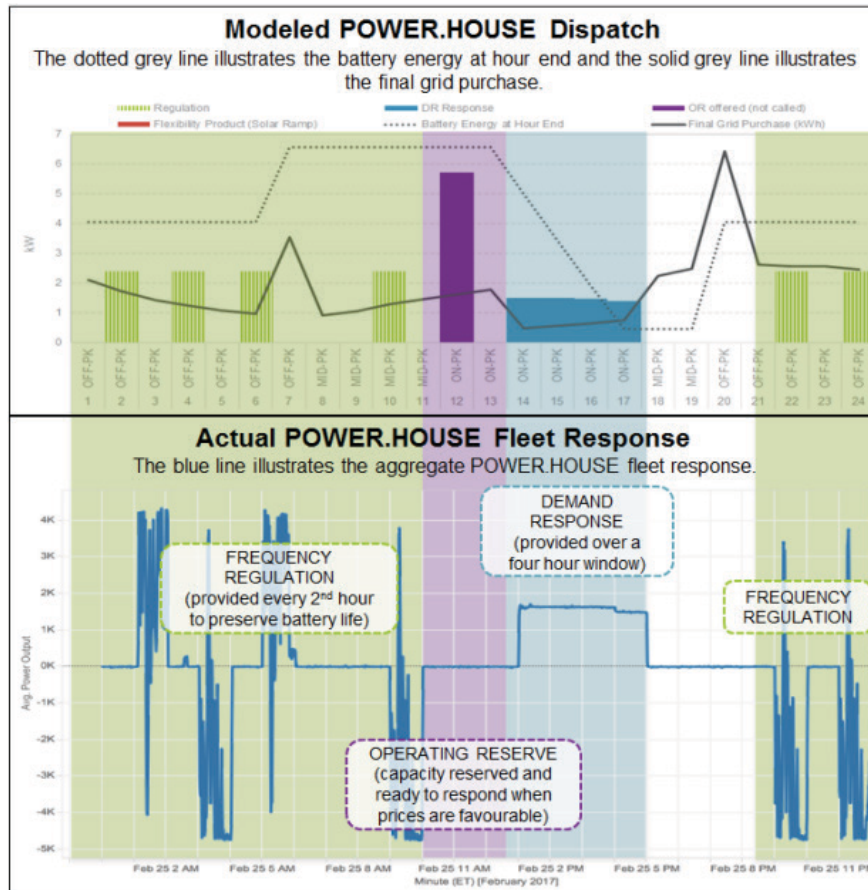 Modeled POWER.HOUSE Dispatch
The dotted grey line illustrates the battery energy at hour end and the solid grey line illustrates
the final grid purchase.
Regulation
DR Response
OR offered (not called)
Flexibility Product (Solar Ramp)
Battery Energy at Hour End
Final Grid Purchase (kWh)
7
6
5
4
3
2
1
0
kW
OFF-PK OFF-PK OFF-PK OFF-PK OFF-PK OFF-PK OFF-PK MID-PK MID-PK MID-PK MID-PK ON-PK ON-PK ON-PK ON-PK ON-PK ON-PK MID-PK MID-PK OFF-PK OFF-PK OFF-PK OFF-PK OFF-PK
1 2 3 4 5 6 7 8 9 10 11 12 13 14 15 16 17 18 19 20 21 22 23 24
Actual POWER.HOUSE Fleet Response
The blue line illustrates the aggregate POWER.HOUSE fleet response.
4K
3K
1K
0K
-1K
-2K
-3K
-4K
-5K
Avg. Power Output
FREQUENCY
REGULATION
(provided every 2nd hour
to preserve battery life)
DEMAND
RESPONSE
(provided over a
four hour window)
FREQUENCY
REGULATION
OPERATING RESERVE
(capacity reserved and
ready to respond when
prices are favourable)
Feb 25 2 AM Feb 25 5 AM Feb 25 8 AM Feb 25 11 AM Feb 25 2 PM Feb 25 5 PM Feb 25 8 PM Feb 25 11 PM
Minute (ET) [February 2017]